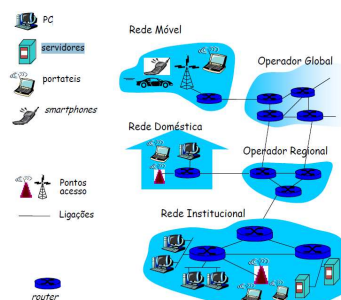 PC
servidores
portateis
smartphones
Pontos
acesso
Ligações
router
Rede Móvel
Operador Global
Rede Doméstica
Operador Regional
Rede Institucional